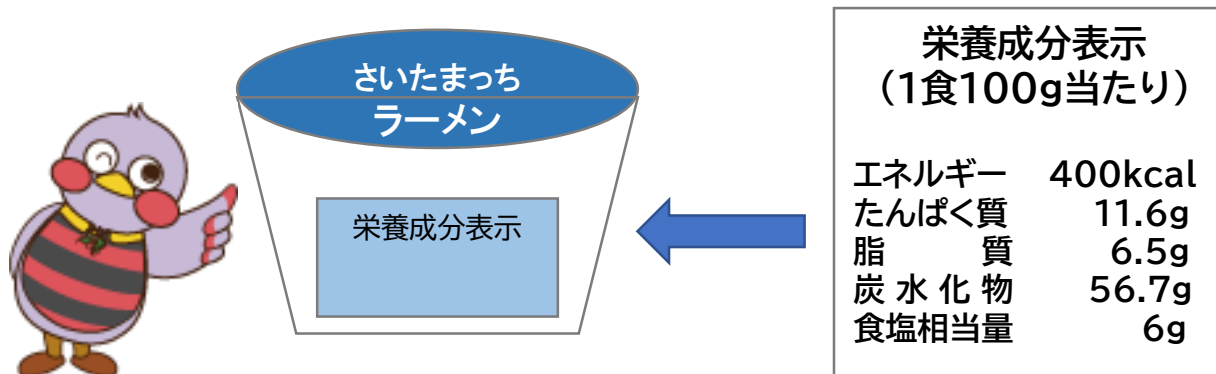 さいたまっち
ラーメン
栄養成分表示
栄養成分表示
(1食100g当たり)
エネルギー 400kcal
たんぱく質 11.6g
脂質 6.5g
炭水化物 56.7g
食塩相当量 6g